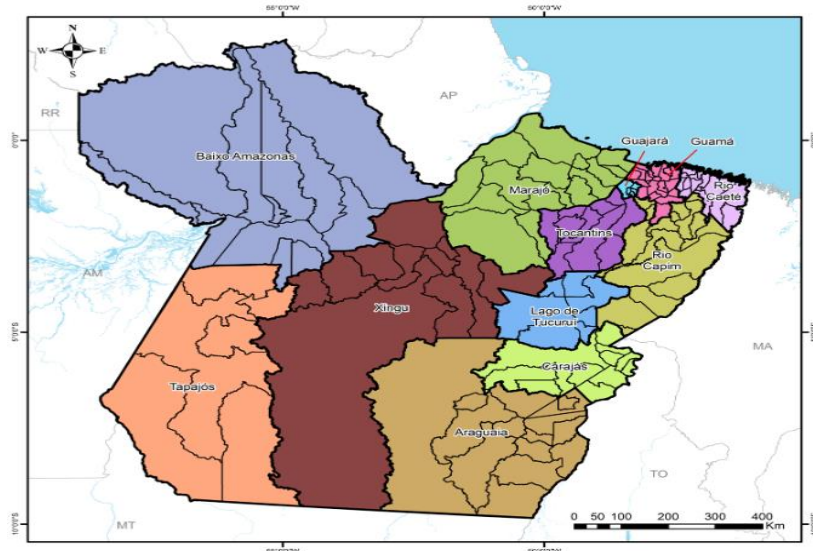 N
W E
S
RR
AP
AM
MT
TO
MA
Baixo Amazonas
Marajó
Guajará
Guamá
Rio
Caeté
Tocantins
Rio
Capim
Xingu
Lago de
Tucuruí
Carajás
Tapajós
Araguaia
0 50 100 200 300 400
Km